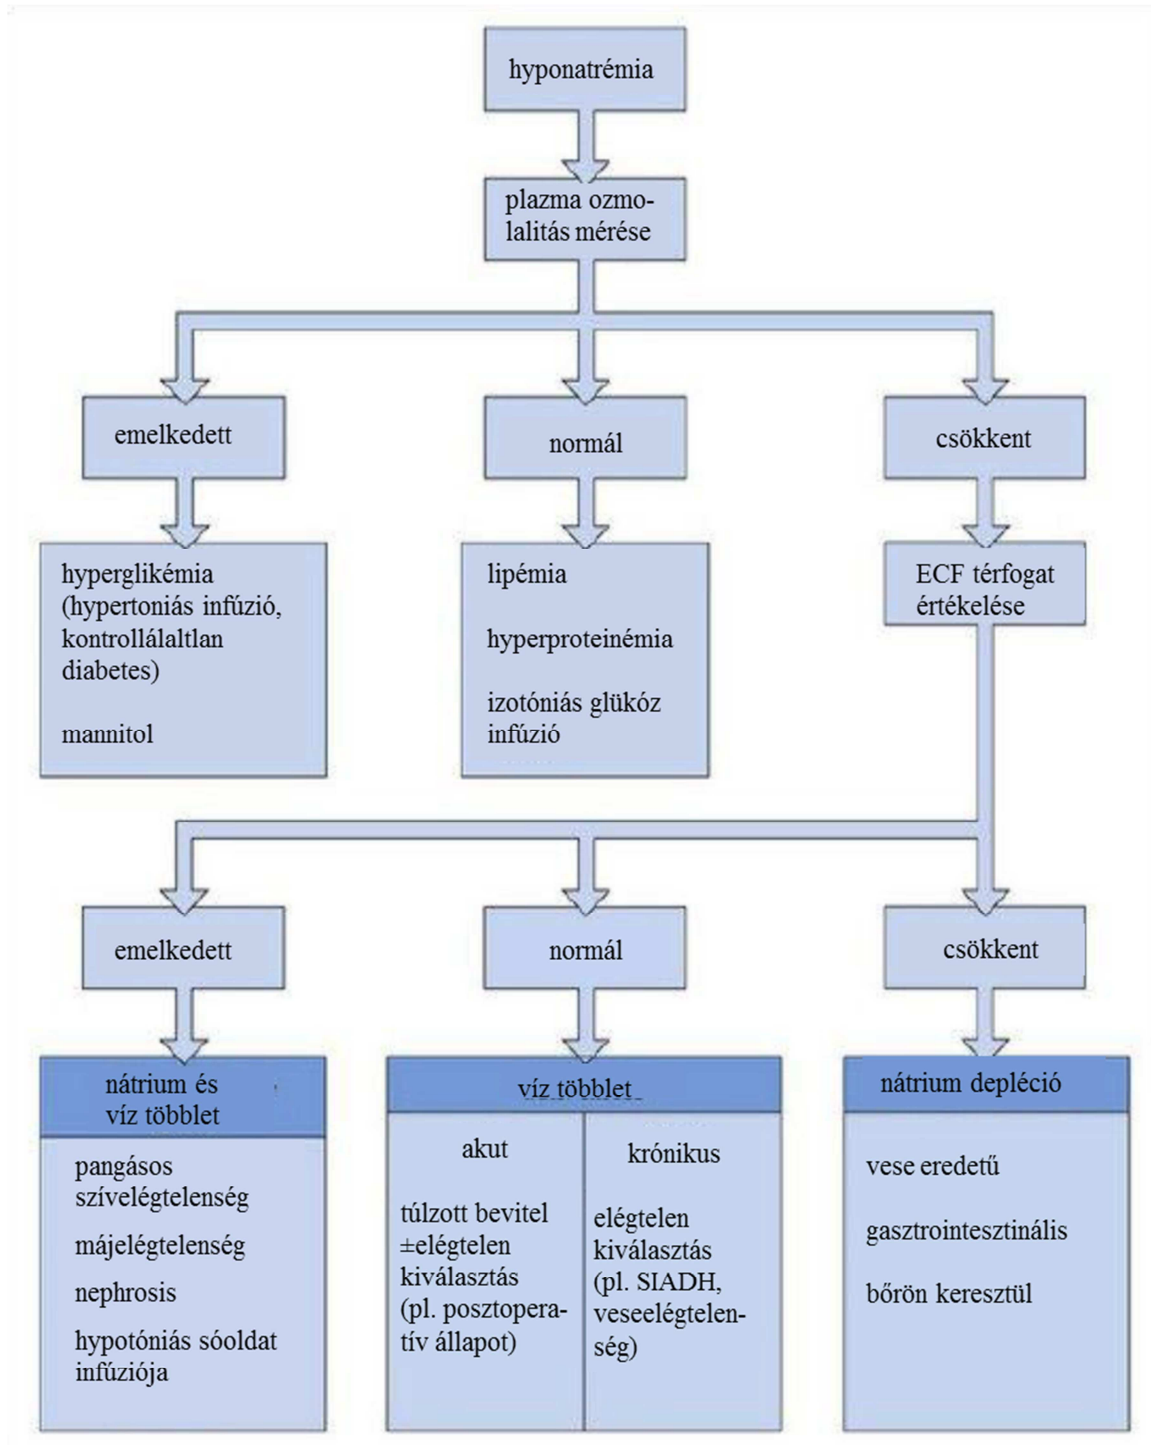 hyponatrémia
plazma ozmo-
lalitás mérése
emelkedett
normál
csökkent
hyperglikémia
(hypertoniás infúzió,
kontrollálaltlan
diabetes)
mannitol
lipémia
hyperproteinémia
izotóniás glükóz
infúzió
ECF térfogat
értékelése
emelkedett
normál
csökkent
nátrium és
víz többlet
pangásos
szívelégtelenség
májelégtelenség
nephrosis
hypotóniás sóoldat
infúziója
víz többlet
akut
túlzott bevitel
±elégtelen
kiválasztás
(pl. posztopera-
tív állapot)
krónikus
elégtelen
kiválasztás
(pl. SIADH,
veseelégtelen-
ség)
nátrium depléció
vese eredetű
gasztrointesztinális
bőrön keresztül